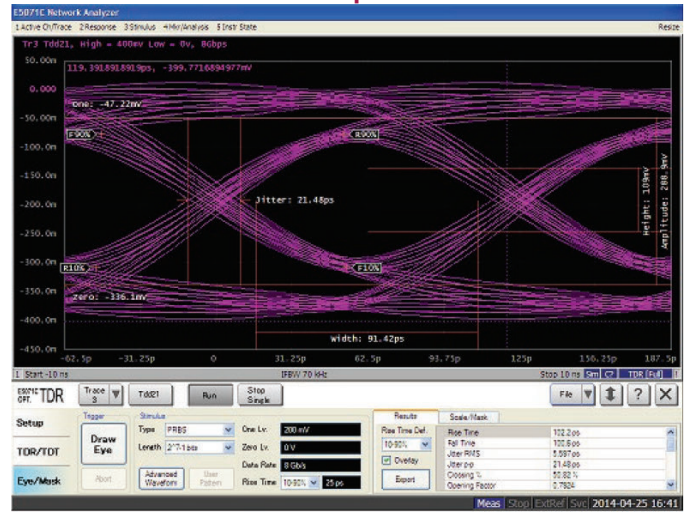 E5071C Network Analyzer
1 Active Ch/Trace 2 Response 3 Stimulus 4 Mkr/Analysis 5 Instr State Resize
Tr3 Tdd21, High = 400mv Low = 0v, 8Gbps
50.00m
119.3918918919ps, -399.7716894977mV
0.000
One: -47.22mV
-50.00m
F90% R90%
-100.0m
-150.0m
Height: 109mV
Amplitude: 288.9mV
-200.0m
Jitter: 21.48ps
-250.0m
R10% F10%
-300.0m
Zero: -336.1mV
-350.0m
-400.0m
Width: 91.42ps
-450.0m
-62.5p -31.25p 0 31.25p 62.5p 93.75p 125p 156.25p 187.5p
1 Start -10 ns IFBW 70 kHz Stop 10 ns Sim C2 TDR [Full] !
E5071C OPT. TDR Trace 3 Tdd21 Run Stop Single File ?
Setup
TDR/TDT
Eye/Mask
Trigger
Draw Eye
Abort
Stimulus
Type PRBS One Lv. 200 mV
Length 2^7-1 bits Zero Lv. 0 V
Data Rate 8 Gb/s
Advanced Waveform User Pattern Rise Time 10-90% 25 ps
Results Scale/Mask
Rise Time Def.
10-90%
Overlay
Export
Rise Time 102.2 ps
Fall Time
Jitter RMS
Jitter p-p 21.48 ps
Crossing %
Opening Factor
Meas Stop ExtRef Svc 2014-04-25 16:41